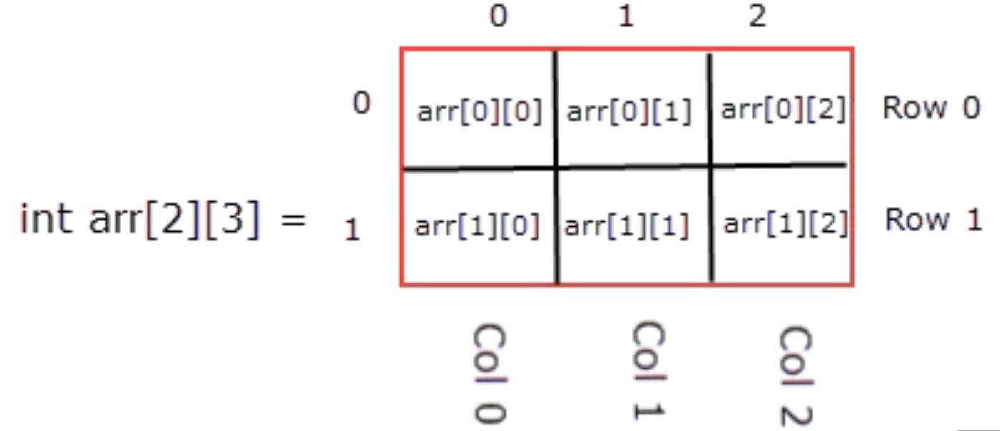 0 1 2
0 arr[0][0] arr[0][1] arr[0][2] Row 0
int arr[2][3] = 1 arr[1][0] arr[1][1] arr[1][2] Row 1
Col 0 Col 1 Col 2